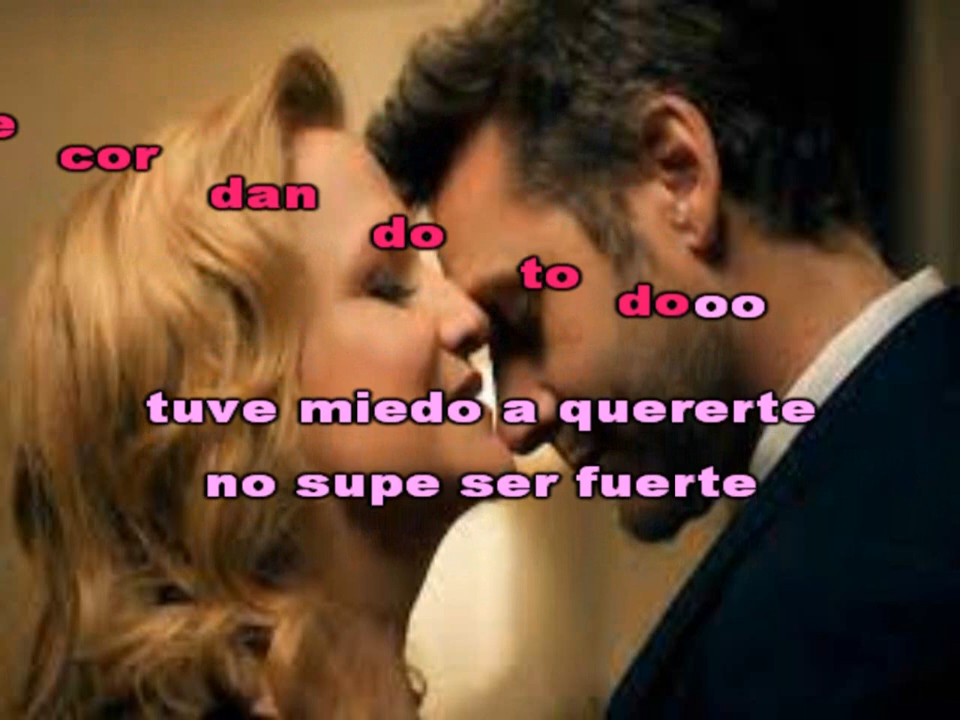 e cor dan do to dooo
tuve miedo a quererte
no supe ser fuerte